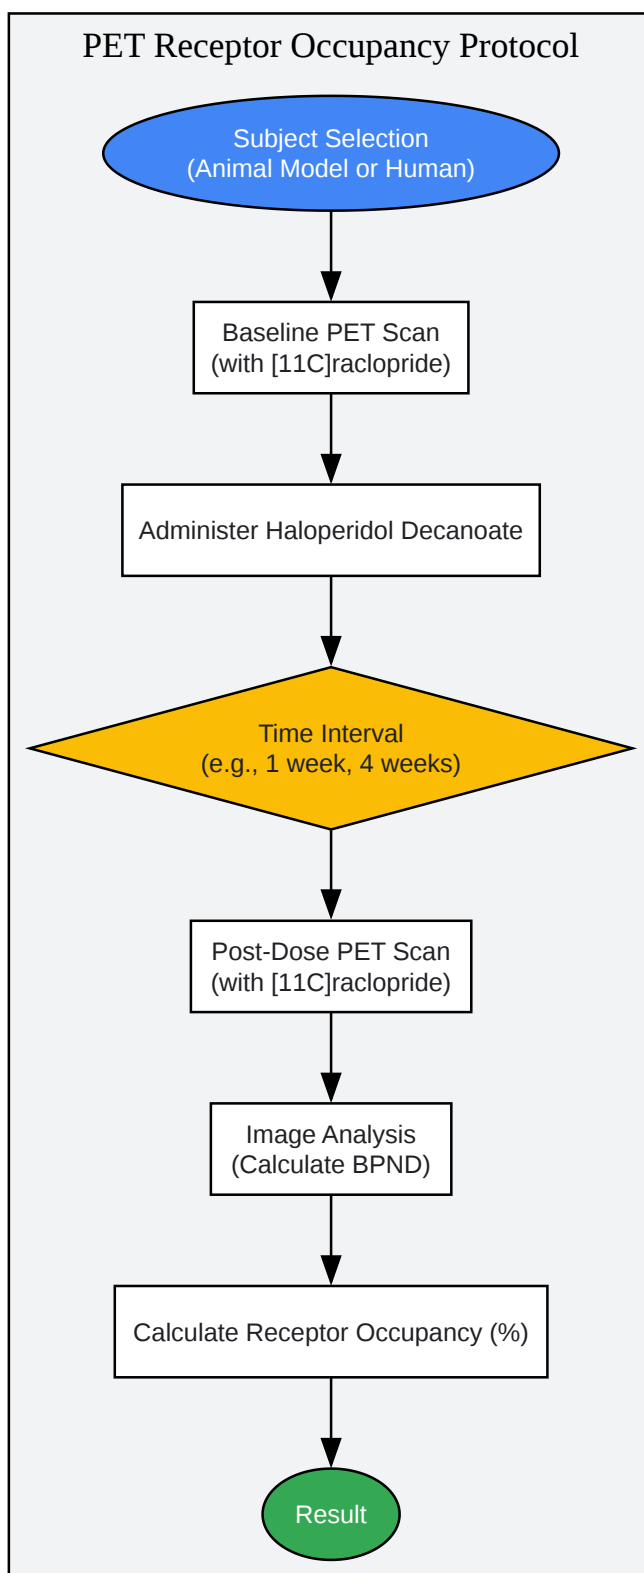 PET Receptor Occupancy Protocol
Subject Selection
(Animal Model or Human)
Baseline PET Scan
(with [11C]raclopride)
Administer Haloperidol Decanoate
Time Interval
(e.g., 1 week, 4 weeks)
Post-Dose PET Scan
(with [11C]raclopride)
Image Analysis
(Calculate BPND)
Calculate Receptor Occupancy (%)
Result